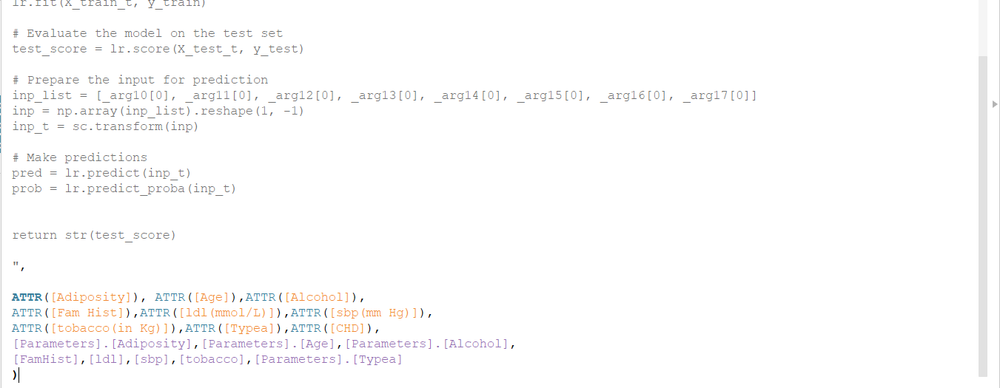 lr.fit(X_train_t, y_train)
# Evaluate the model on the test set
test_score = lr.score(X_test_t, y_test)
# Prepare the input for prediction
inp_list = [_arg10[0], _arg11[0], _arg12[0], _arg13[0], _arg14[0], _arg15[0], _arg16[0], _arg17[0]]
inp = np.array(inp_list).reshape(1, -1)
inp_t = sc.transform(inp)
# Make predictions
pred = lr.predict(inp_t)
prob = lr.predict_proba(inp_t)
return str(test_score)
",
ATTR([Adiposity]), ATTR([Age]),ATTR([Alcohol]),
ATTR([Fam Hist]),ATTR([ldl(mmol/L)]),ATTR([sbp(mm Hg)]),
ATTR([tobacco(in Kg)]),ATTR([Typea]),ATTR([CHD]),
[Parameters].[Adiposity],[Parameters].[Age],[Parameters].[Alcohol],
[FamHist],[ldl],[sbp],[tobacco],[Parameters].[Typea]
)